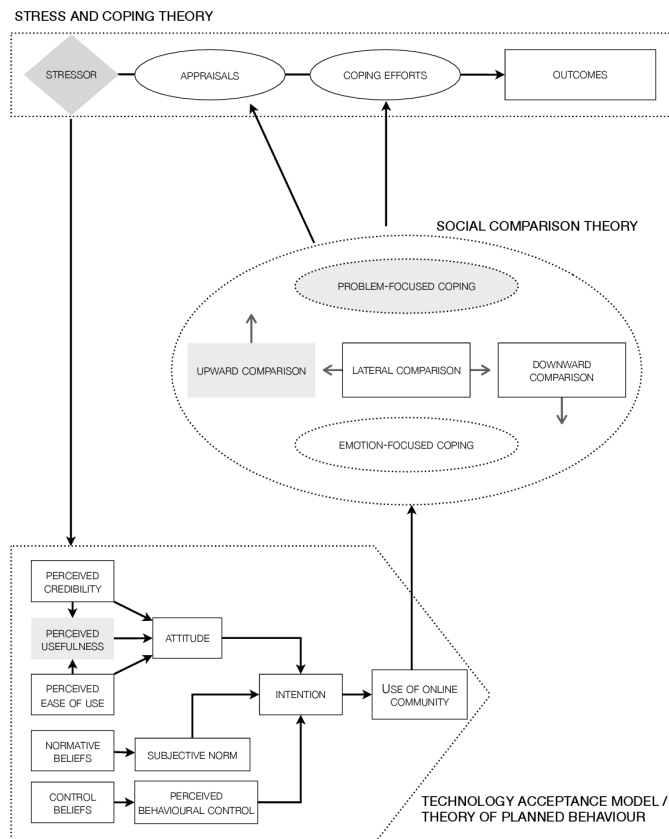 STRESS AND COPING THEORY
STRESSOR
APPRAISALS
COPING EFFORTS
OUTCOMES
SOCIAL COMPARISON THEORY
PROBLEM-FOCUSED COPING
UPWARD COMPARISON
LATERAL COMPARISON
DOWNWARD
COMPARISON
EMOTION-FOCUSED COPING
PERCEIVED
CREDIBILITY
PERCEIVED
USEFULNESS
ATTITUDE
PERCEIVED
EASE OF USE
INTENTION
USE OF ONLINE
COMMUNITY
NORMATIVE
BELIEFS
SUBJECTIVE NORM
CONTROL
BELIEFS
PERCEIVED
BEHAVIOURAL CONTROL
TECHNOLOGY ACCEPTANCE MODEL /
THEORY OF PLANNED BEHAVIOUR